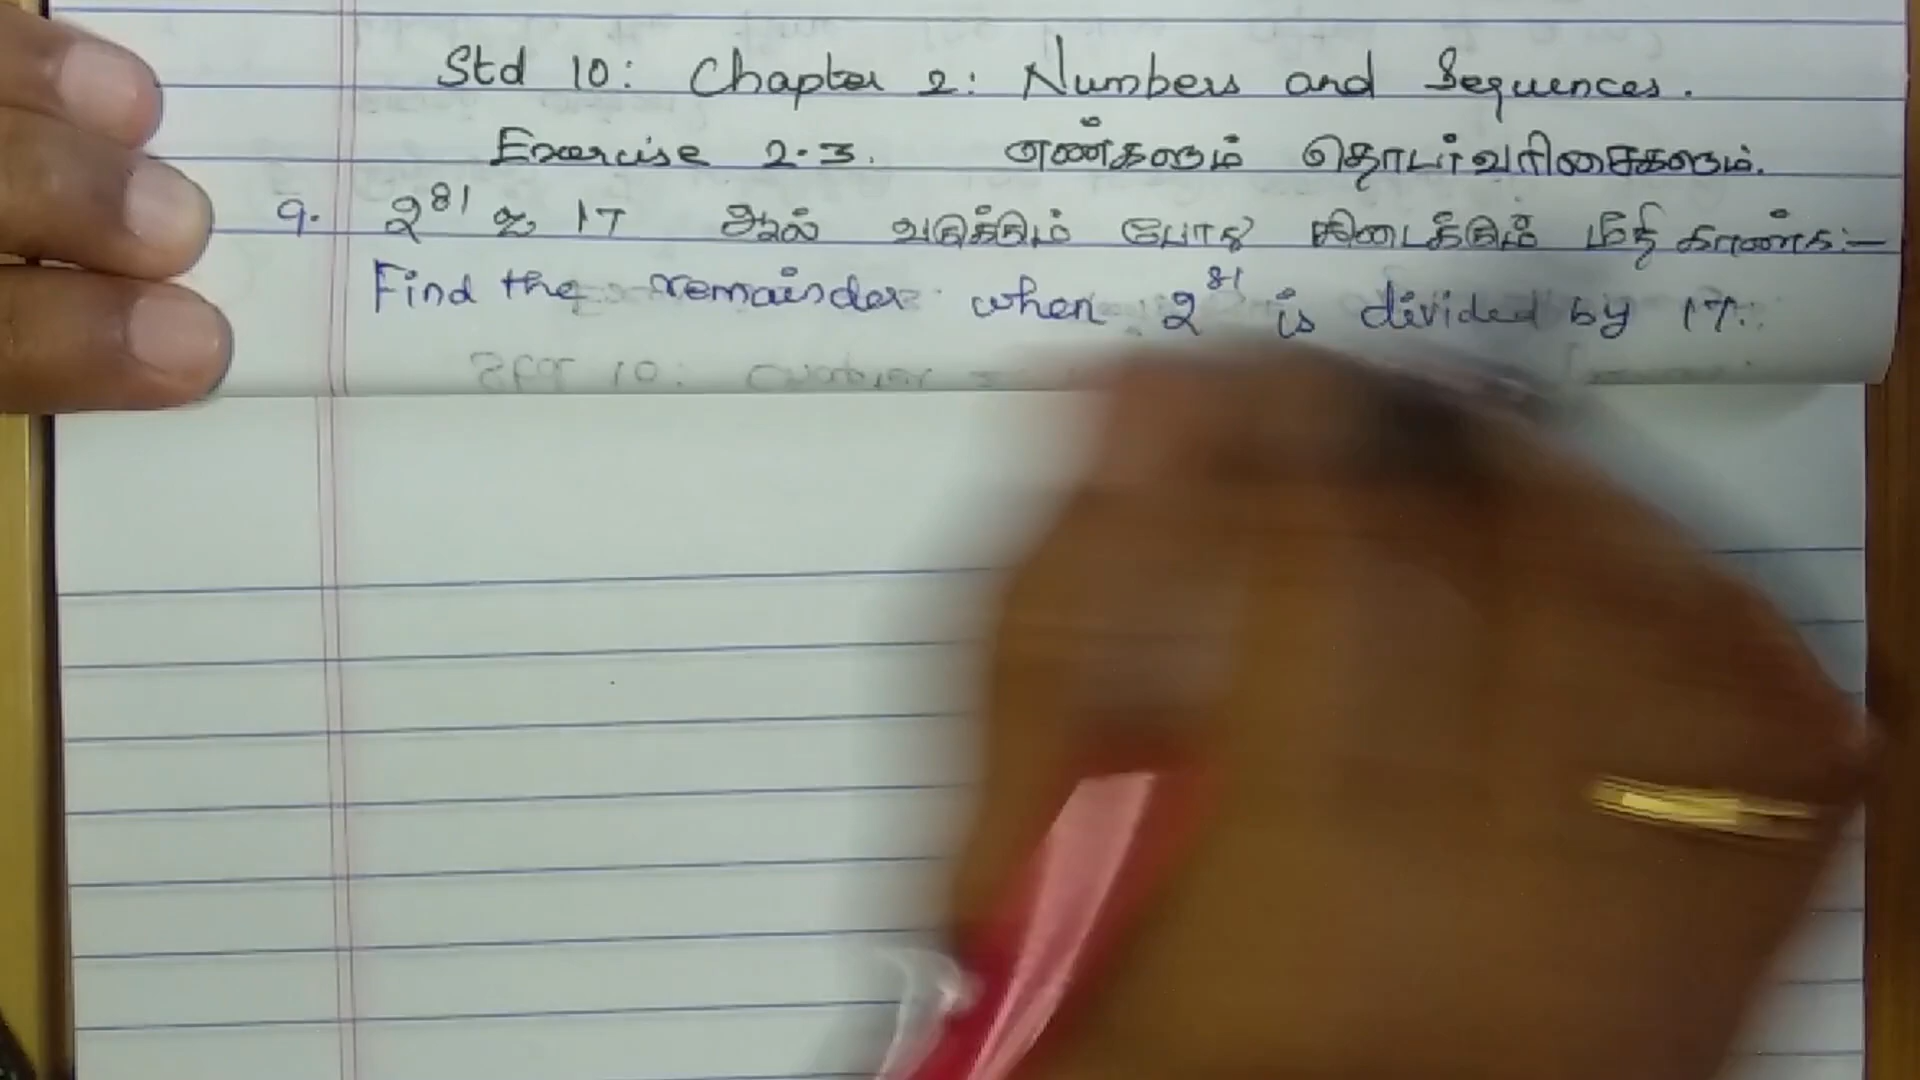 Std 10: Chapter 2: Numbers and Sequences.
Exercise 2.3. எண்களும் தொடர்வரிசைகளும்.
9. 2^81 ஐ 17 ஆல் வகுக்கும் போது கிடைக்கும் மீதி காண்க:-
Find the remainder when 2^81 is divided by 17.